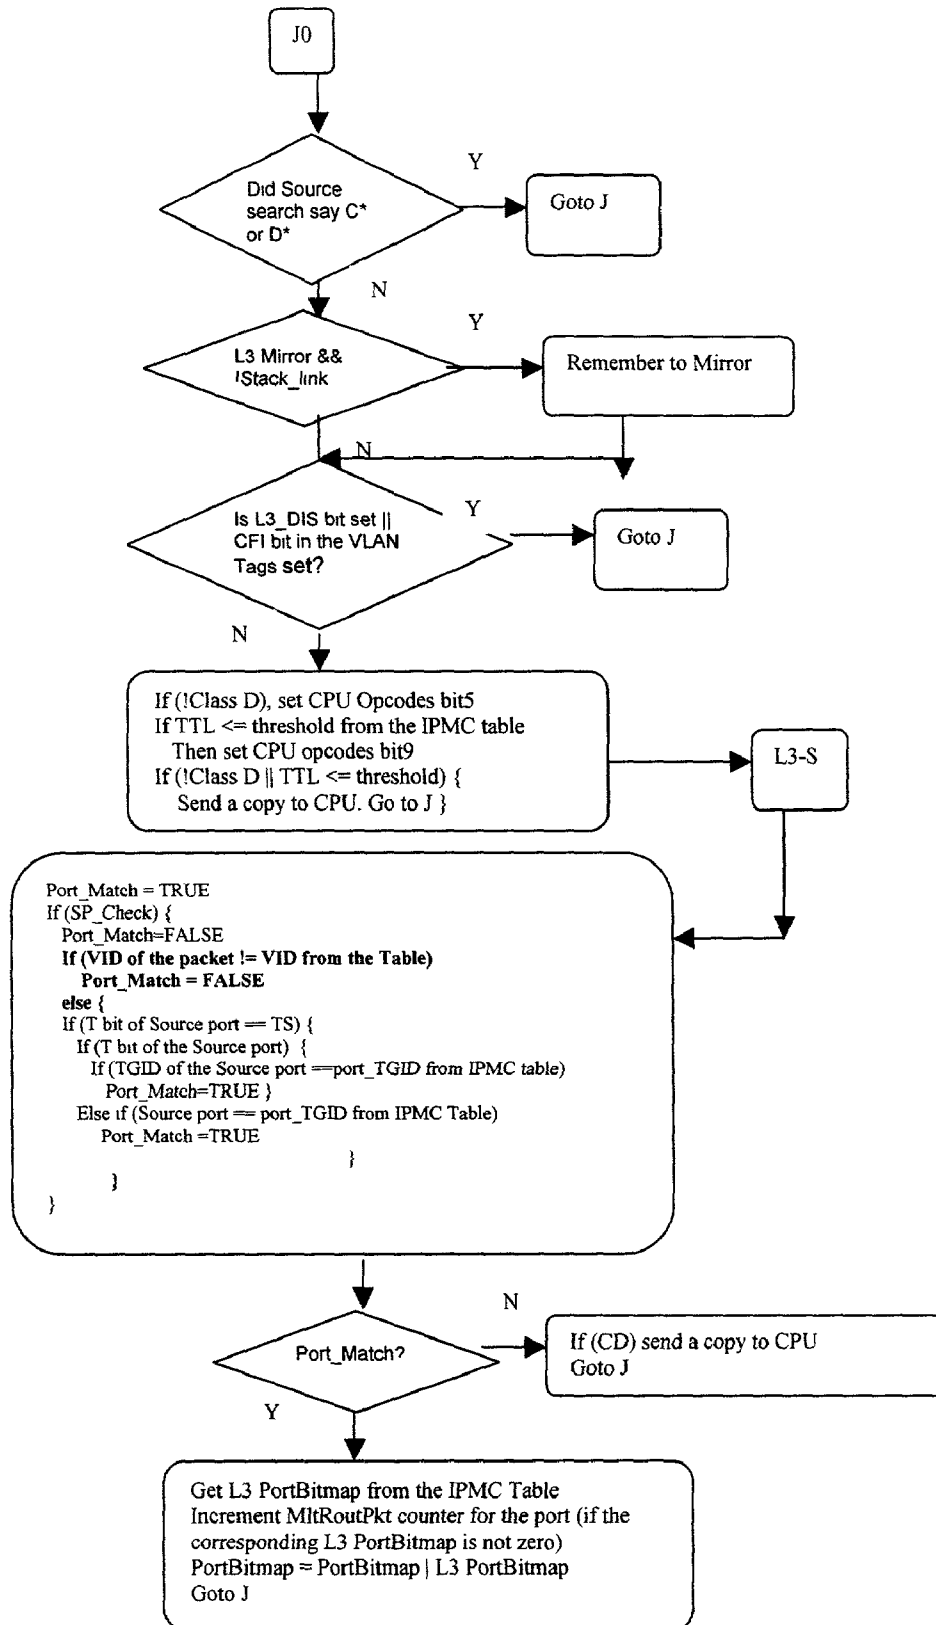 J0
Did Source
search say C*
or D*
Y
Goto J
N
L3 Mirror &&
!Stack_link
Y
Remember to Mirror
N
Is L3_DIS bit set ||
CFI bit in the VLAN
Tags set?
Y
Goto J
N
If (!Class D), set CPU Opcodes bit5
If TTL <= threshold from the IPMC table
Then set CPU opcodes bit9
If (!Class D || TTL <= threshold) {
Send a copy to CPU. Go to J }
L3-S
Port_Match = TRUE
If (SP_Check) {
Port_Match=FALSE
If (VID of the packet != VID from the Table)
Port_Match = FALSE
else {
If (T bit of Source port == TS) {
If (T bit of the Source port) {
If (TGID of the Source port ==port_TGID from IPMC table)
Port_Match=TRUE }
Else if (Source port == port_TGID from IPMC Table)
Port_Match =TRUE
}
}
}
Port_Match?
N
If (CD) send a copy to CPU
Goto J
Y
Get L3 PortBitmap from the IPMC Table
Increment MltRoutPkt counter for the port (if the
corresponding L3 PortBitmap is not zero)
PortBitmap = PortBitmap | L3 PortBitmap
Goto J